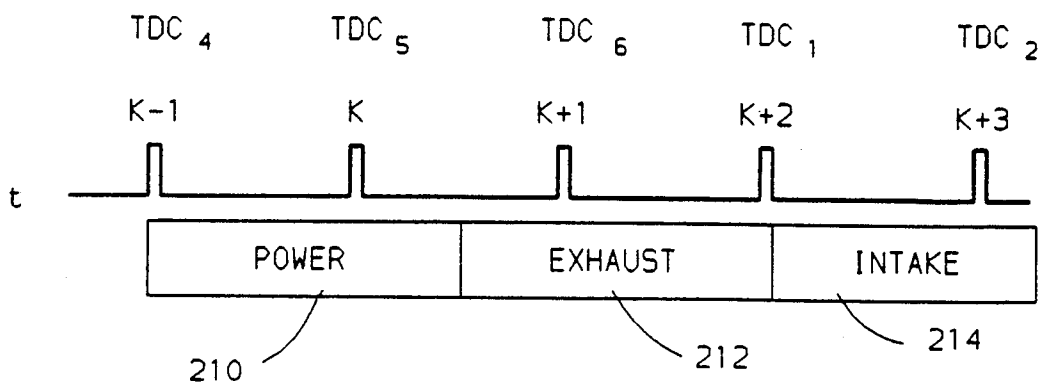 TDC 4 TDC 5 TDC 6 TDC 1 TDC 2
K-1 K K+1 K+2 K+3
t
POWER EXHAUST INTAKE
210 212 214